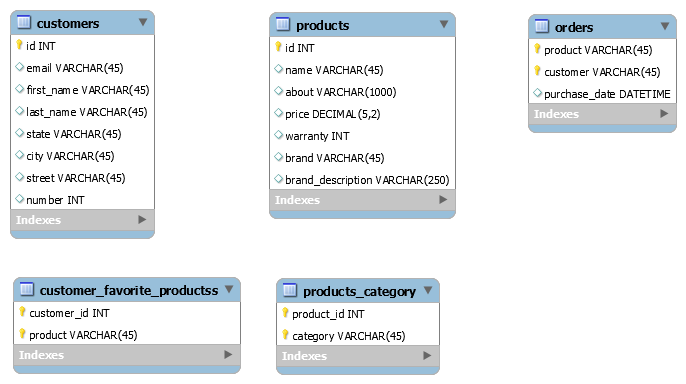 customers
id INT
email VARCHAR(45)
first_name VARCHAR(45)
last_name VARCHAR(45)
state VARCHAR(45)
city VARCHAR(45)
street VARCHAR(45)
number INT
Indexes
products
id INT
name VARCHAR(45)
about VARCHAR(1000)
price DECIMAL(5,2)
warranty INT
brand VARCHAR(45)
brand_description VARCHAR(250)
Indexes
orders
product VARCHAR(45)
customer VARCHAR(45)
purchase_date DATETIME
Indexes
customer_favorite_productss
customer_id INT
product VARCHAR(45)
Indexes
products_category
product_id INT
category VARCHAR(45)
Indexes